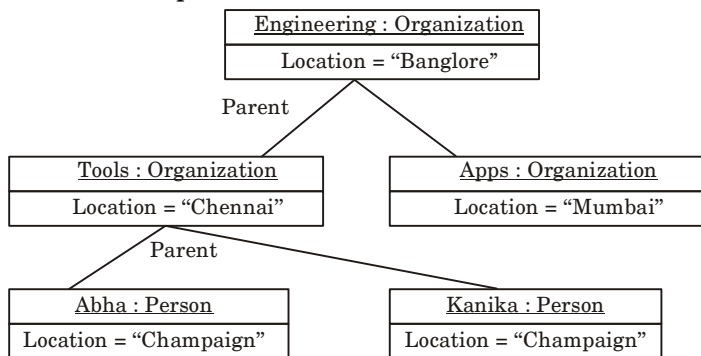 Engineering : Organization
Location = “Banglore”
Parent
Tools : Organization
Location = “Chennai”
Apps : Organization
Location = “Mumbai”
Parent
Abha : Person
Location = “Champaign”
Kanika : Person
Location = “Champaign”